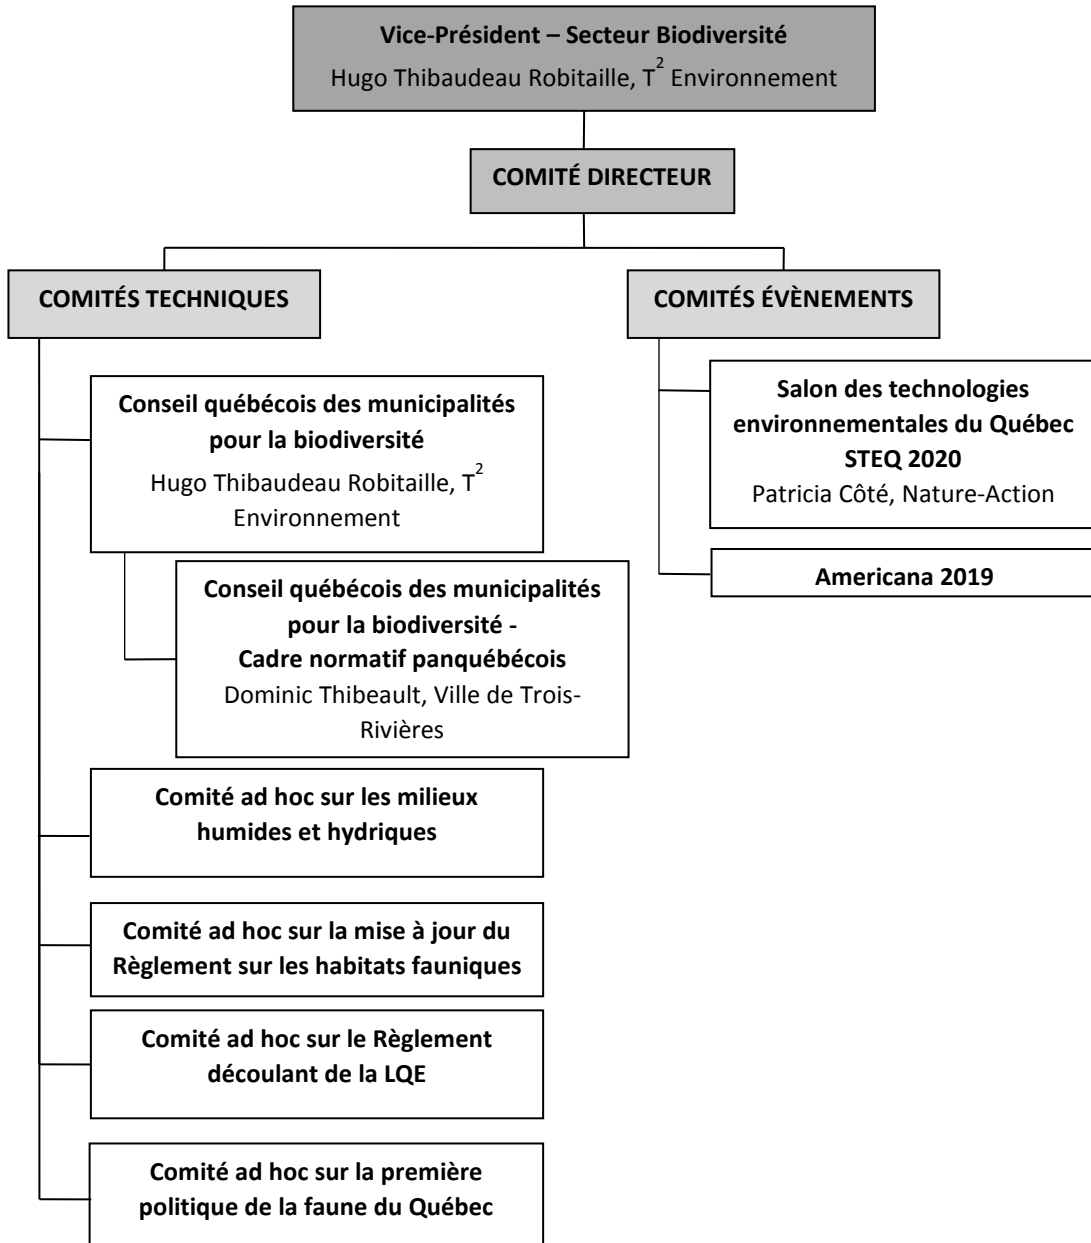 Vice-Président – Secteur Biodiversité
Hugo Thibaudeau Robitaille, T² Environnement
COMITÉ DIRECTEUR
COMITÉS TECHNIQUES
Conseil québécois des municipalités
pour la biodiversité
Hugo Thibaudeau Robitaille, T²
Environnement
Conseil québécois des municipalités
pour la biodiversité -
Cadre normatif panquébécois
Dominic Thibeault, Ville de Trois-
Rivières
Comité ad hoc sur les milieux
humides et hydriques
Comité ad hoc sur la mise à jour du
Règlement sur les habitats fauniques
Comité ad hoc sur le Règlement
découlant de la LQE
Comité ad hoc sur la première
politique de la faune du Québec
COMITÉS ÉVÈNEMENTS
Salon des technologies
environnementales du Québec
STEQ 2020
Patricia Côté, Nature-Action
Americana 2019